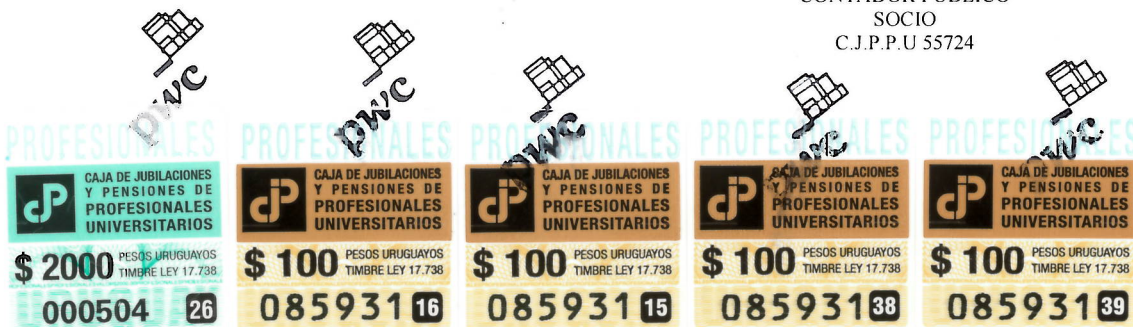 SOCIO
C.J.P.P.U 55724
pwc pwc pwc pwc pwc
PROFESIONALES PROFESIONALES PROFESIONALES PROFESIONALES PROFESIONALES
CAJA DE JUBILACIONES CAJA DE JUBILACIONES CAJA DE JUBILACIONES CAJA DE JUBILACIONES CAJA DE JUBILACIONES
Y PENSIONES DE Y PENSIONES DE Y PENSIONES DE Y PENSIONES DE Y PENSIONES DE
PROFESIONALES PROFESIONALES PROFESIONALES PROFESIONALES PROFESIONALES
UNIVERSITARIOS UNIVERSITARIOS UNIVERSITARIOS UNIVERSITARIOS UNIVERSITARIOS
$ 2000 PESOS URUGUAYOS $ 100 PESOS URUGUAYOS $ 100 PESOS URUGUAYOS $ 100 PESOS URUGUAYOS $ 100 PESOS URUGUAYOS
TIMBRE LEY 17.738 TIMBRE LEY 17.738 TIMBRE LEY 17.738 TIMBRE LEY 17.738 TIMBRE LEY 17.738
000504 26 085931 16 085931 15 085931 38 085931 39